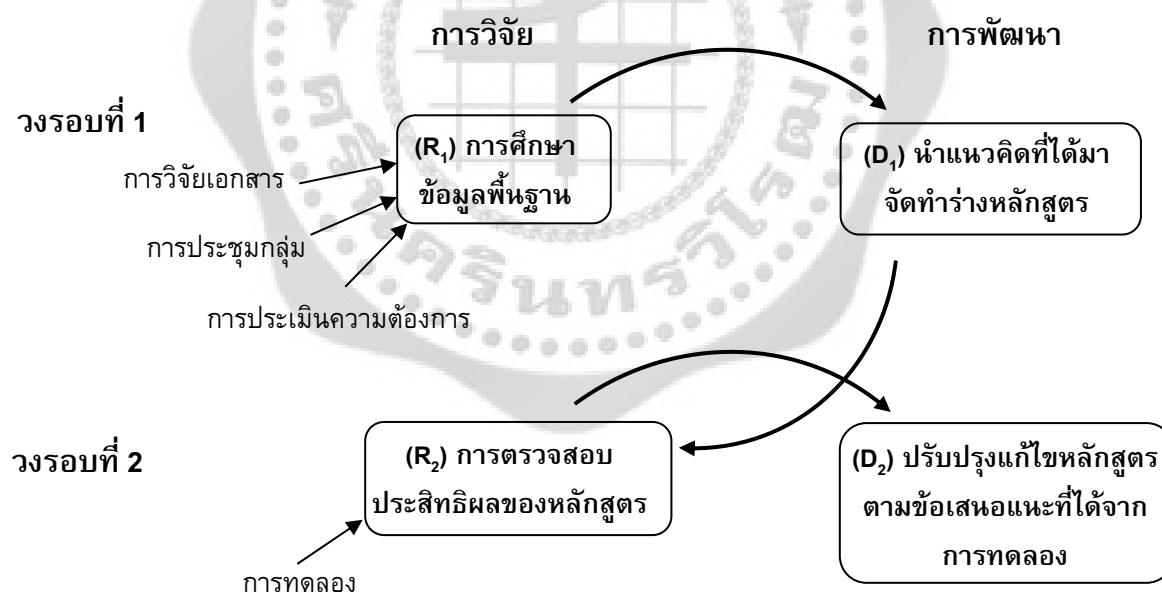 การวิจัย
การพัฒนา
วงรอบที่ 1
(R₁) การศึกษา
ข้อมูลพื้นฐาน
(D₁) นำแนวคิดที่ได้มา
จัดทำร่างหลักสูตร
การวิจัยเอกสาร
การประชุมกลุ่ม
การประเมินความต้องการ
วงรอบที่ 2
(R₂) การตรวจสอบ
ประสิทธิผลของหลักสูตร
(D₂) ปรับปรุงแก้ไขหลักสูตร
ตามข้อเสนอแนะที่ได้จาก
การทดลอง
การทดลอง